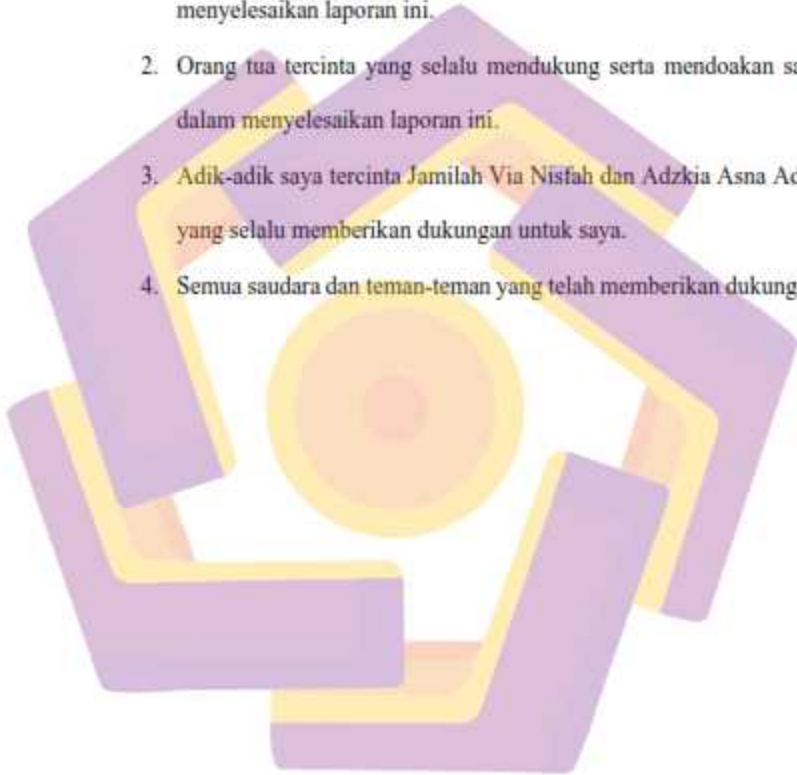 menyelesaikan laporan ini.
2. Orang tua tercinta yang selalu mendukung serta mendoakan
dalam menyelesaikan laporan ini.
3. Adik-adik saya tercinta Jamilah Via Nisfah dan Adzkia Asna
yang selalu memberikan dukungan untuk saya.
4. Semua saudara dan teman-teman yang telah memberikan